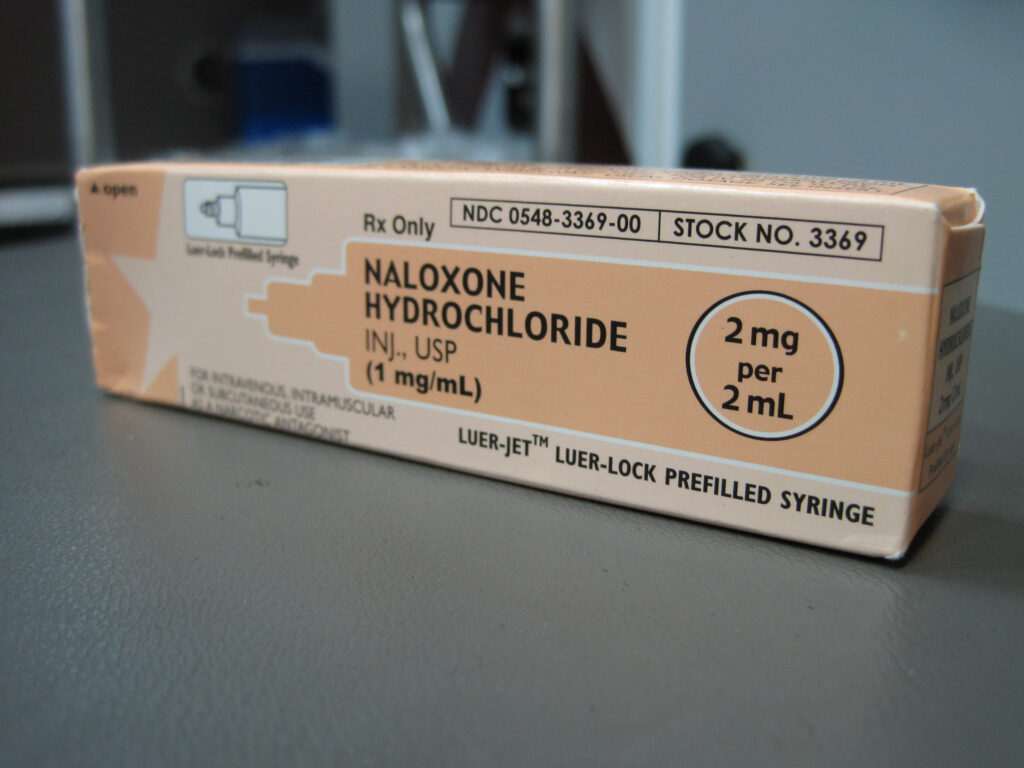 ▲ open
Luer-Lock Prefilled Syringe
Rx Only
NDC 0548-3369-00 | STOCK NO. 3369
NALOXONE
HYDROCHLORIDE
INJ., USP
(1 mg/mL)
2 mg
per
2 mL
FOR INTRAVENOUS, INTRAMUSCULAR
OR SUBCUTANEOUS USE
AS A NARCOTIC ANTAGONIST
LUER-JET™ LUER-LOCK PREFILLED SYRINGE
NALOXONE
HYDROCHLORIDE